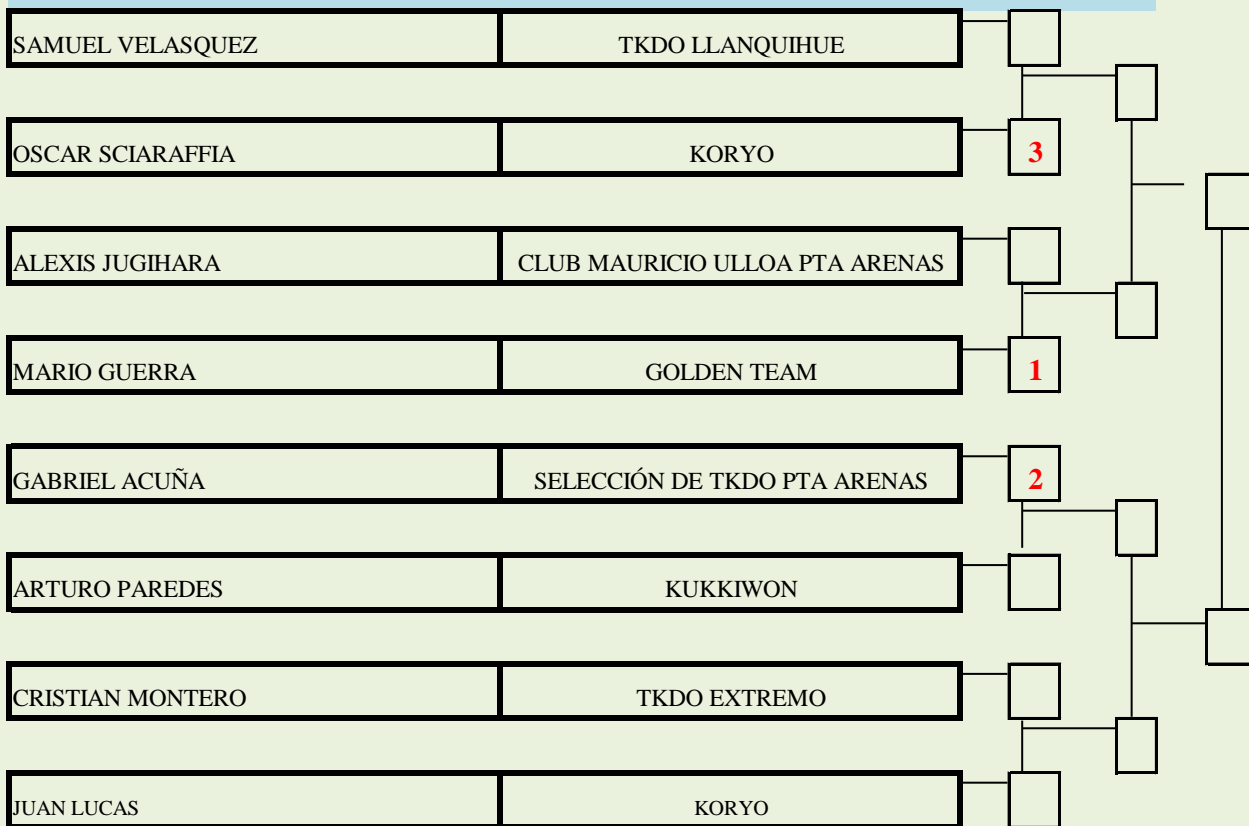 SAMUEL VELASQUEZ TKDO LLANQUIHUE
OSCAR SCIARAFFIA KORYO 3
ALEXIS JUGIHARA CLUB MAURICIO ULLOA PTA ARENAS
MARIO GUERRA GOLDEN TEAM 1
GABRIEL ACUÑA SELECCIÓN DE TKDO PTA ARENAS 2
ARTURO PAREDES KUKKIWON
CRISTIAN MONTERO TKDO EXTREMO
JUAN LUCAS KORYO